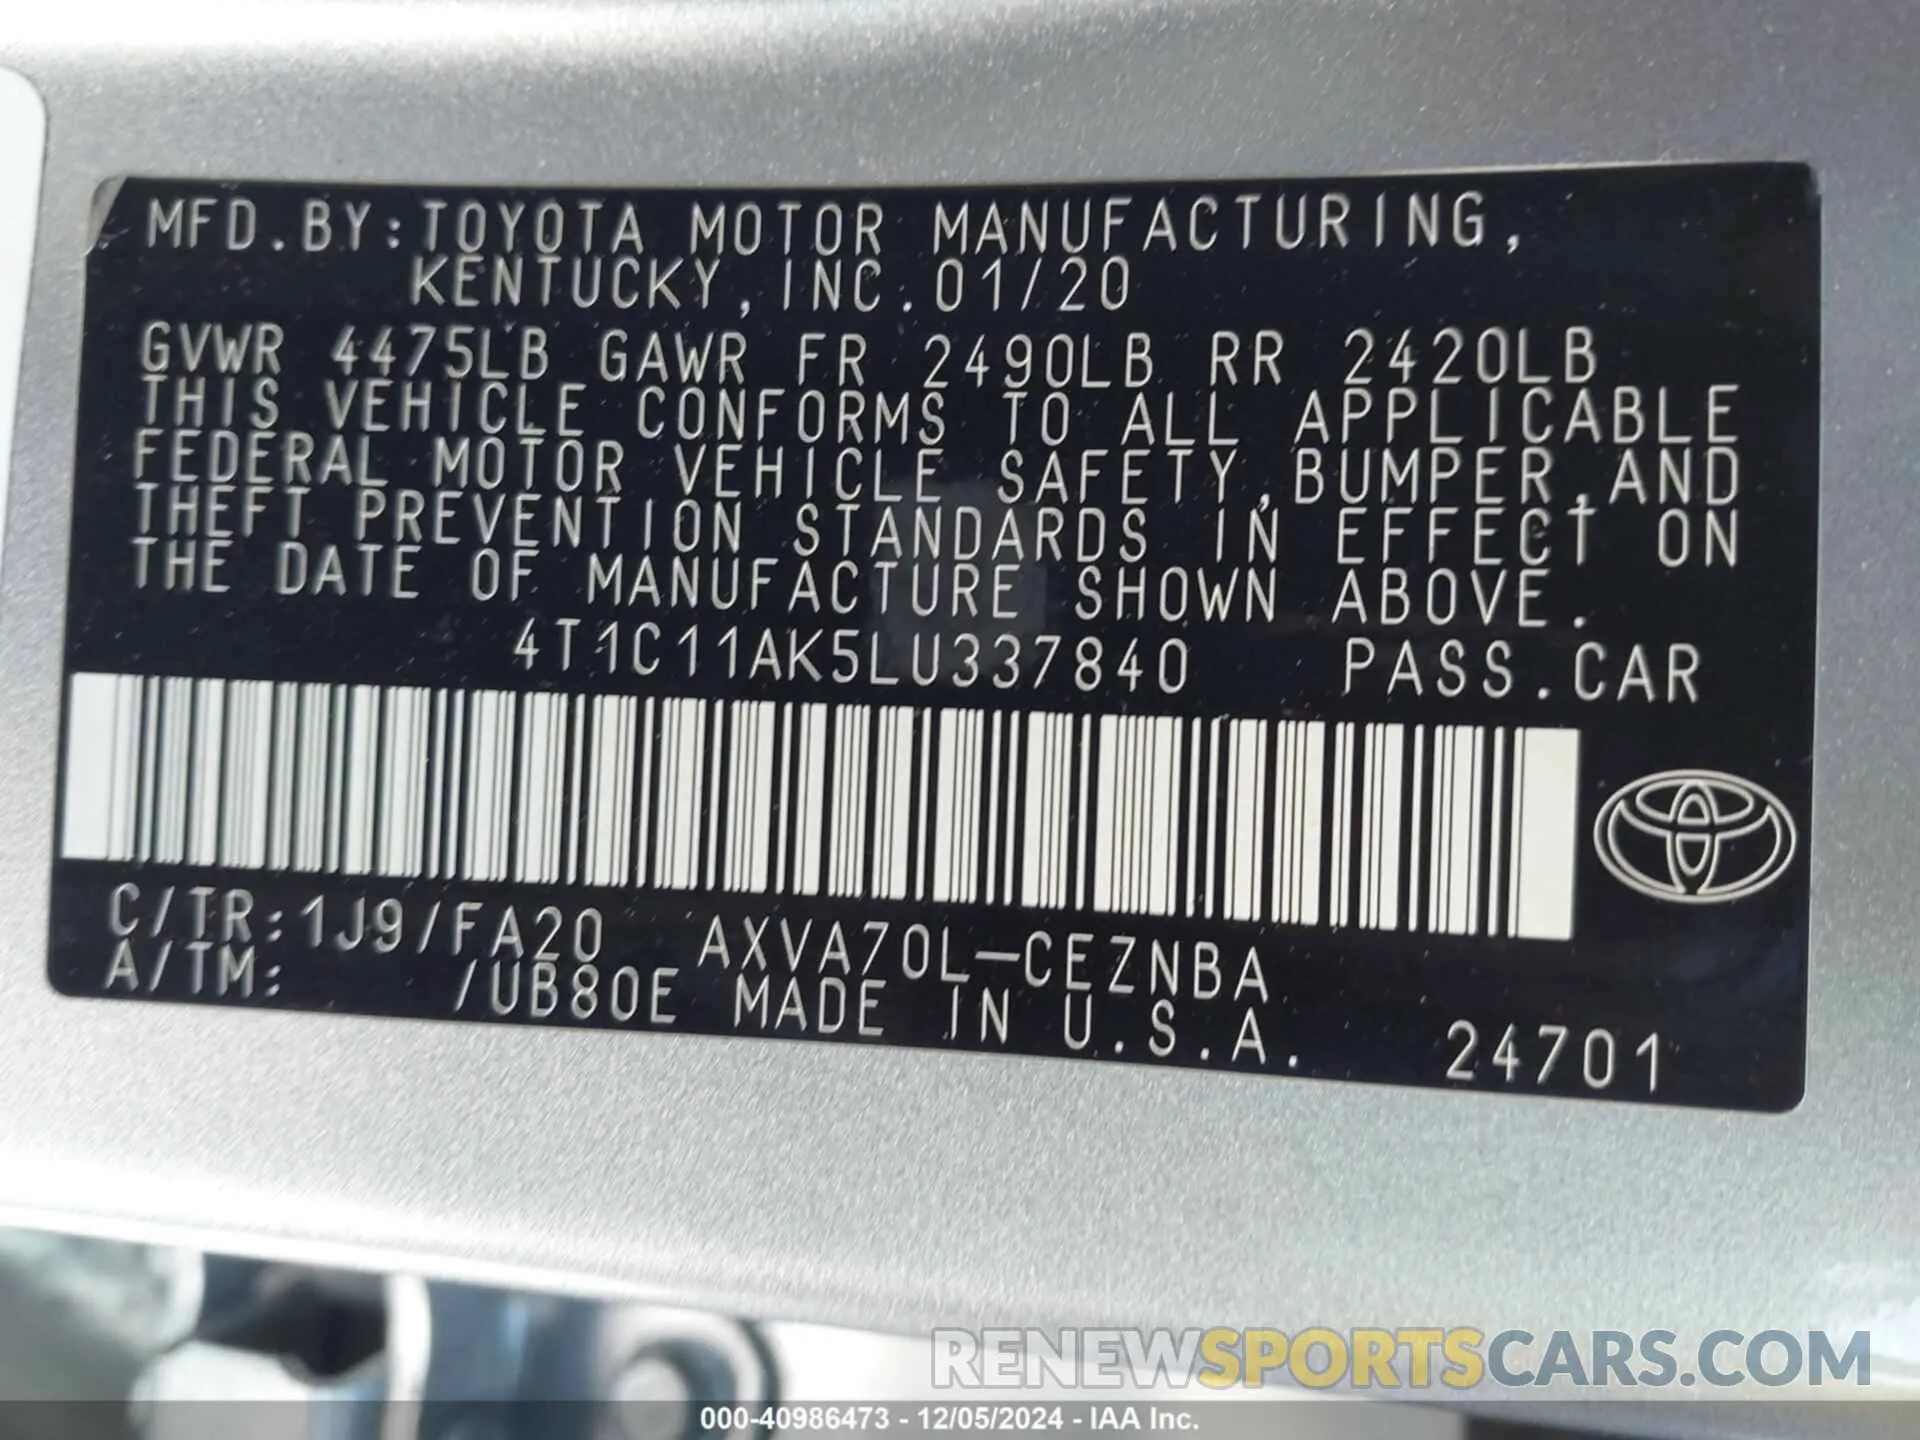 MFD.BY:TOYOTA MOTOR MANUFACTURING,
KENTUCKY,INC.01/20
GVWR 4475LB GAWR FR 2490LB RR 2420LB
THIS VEHICLE CONFORMS TO ALL APPLICABLE
FEDERAL MOTOR VEHICLE SAFETY,BUMPER,AND
THEFT PREVENTION STANDARDS IN EFFECT ON
THE DATE OF MANUFACTURE SHOWN ABOVE.
4T1C11AK5LU337840 PASS.CAR
C/TR:1J9/FA20 AXVA70L-CEZNBA
A/TM: /UB80E MADE IN U.S.A. 24701
RENEWSPORTSCARS.COM
000-40986473 - 12/05/2024 - IAA Inc.